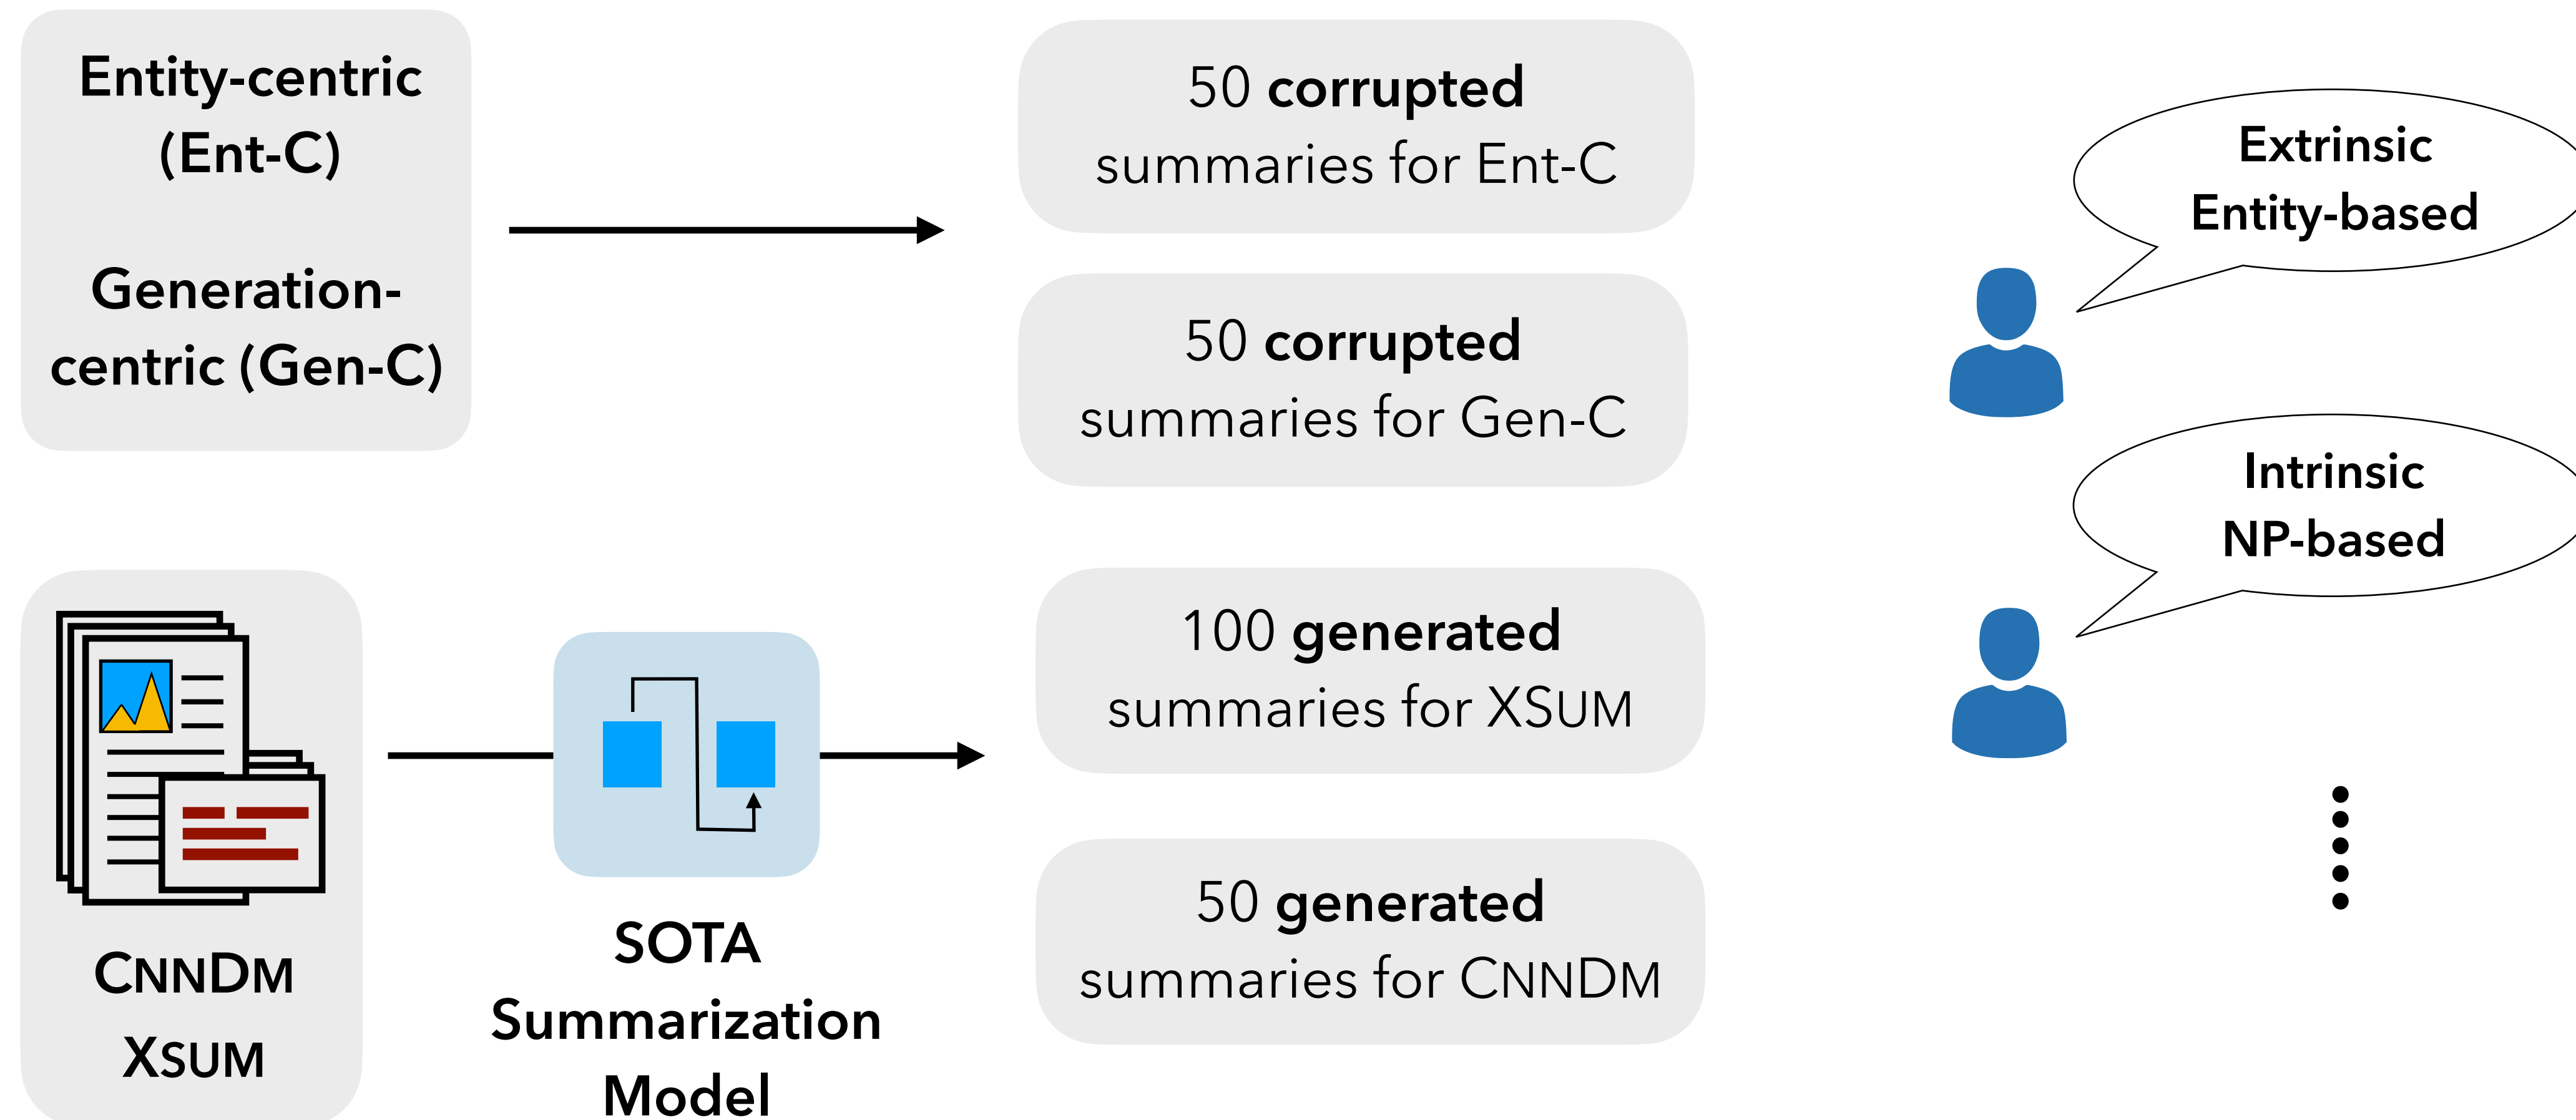 Entity-centric
(Ent-C)
Generation-
centric (Gen-C)
50 corrupted
summaries for Ent-C
50 corrupted
summaries for Gen-C
Extrinsic
Entity-based
Intrinsic
NP-based
CNNDM
XSUM
SOTA
Summarization
Model
100 generated
summaries for XSUM
50 generated
summaries for CNNDM